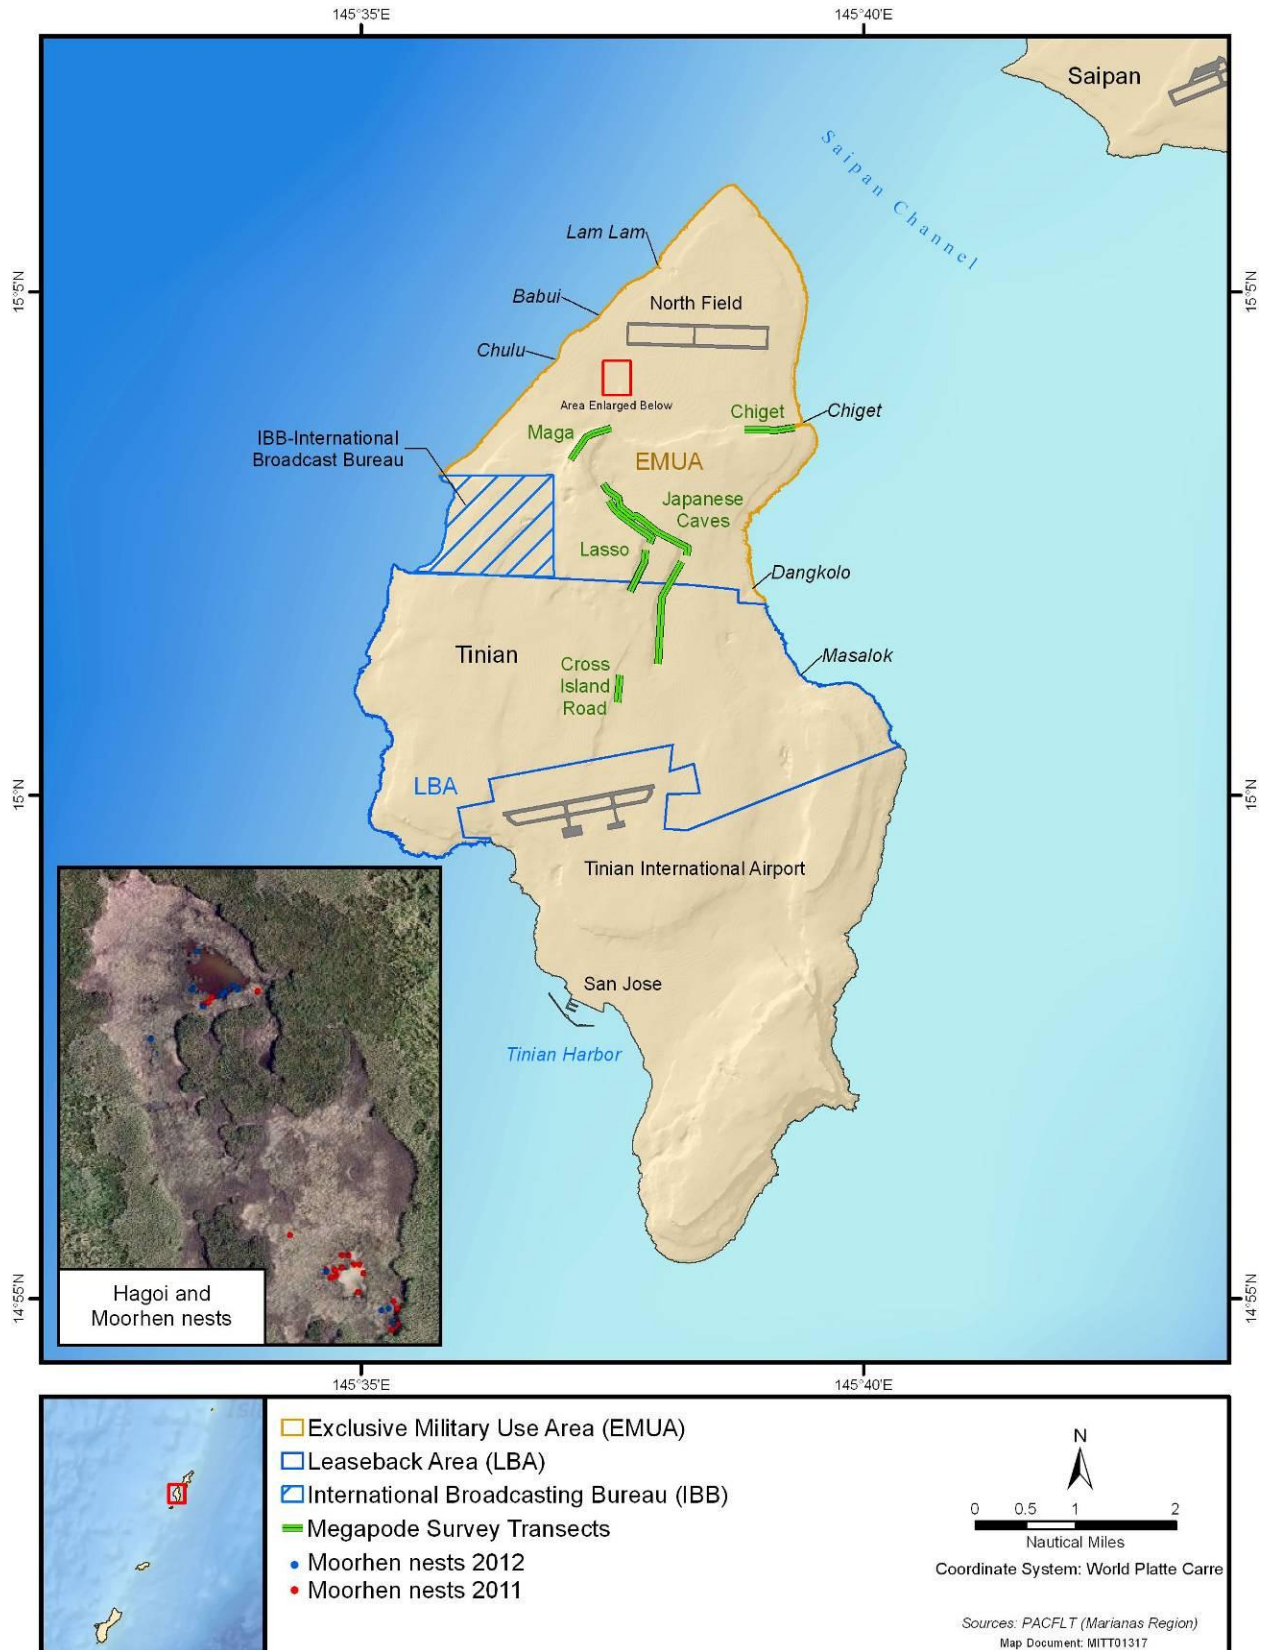 145°35'E
145°40'E
Saipan
Saipan Channel
Lam Lam
15°5'N
15°5'N
Babui
North Field
Chulu
Area Enlarged Below
Chiget
Chiget
Maga
IBB-International
Broadcast Bureau
EMUA
Japanese
Caves
Lasso
Dangkolo
Tinian
Masalok
Cross
Island
Road
LBA
15°N
15°N
Tinian International Airport
San Jose
Tinian Harbor
Hagoi and
Moorhen nests
14°55'N
14°55'N
145°35'E
145°40'E
Exclusive Military Use Area (EMUA)
Leaseback Area (LBA)
International Broadcasting Bureau (IBB)
Megapode Survey Transects
Moorhen nests 2012
Moorhen nests 2011
N
0 0.5 1 2
Nautical Miles
Coordinate System: World Platte Carre
Sources: PACFLT (Marianas Region)
Map Document: MITT01317